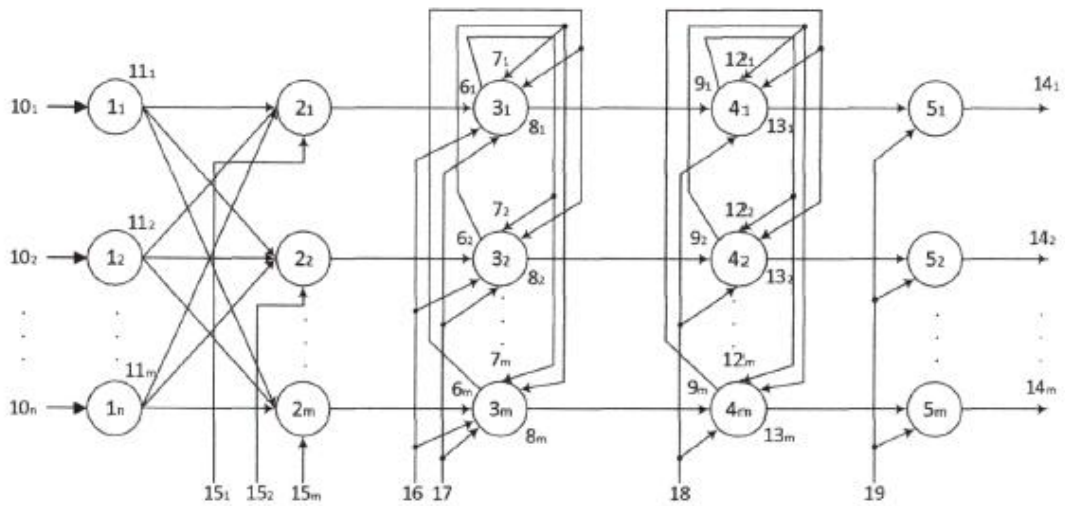 7₁ 12₁
11₁ 6₁ 9₁ 14₁
10₁ 1₁ 2₁ 3₁ 4₁ 5₁
8₁ 13₁
7₂ 12₂
11₂ 6₂ 9₂ 14₂
10₂ 1₂ 2₂ 3₂ 4₂ 5₂
8₂ 13₂
7ₘ 12ₘ
11ₘ 6ₘ 9ₘ 14ₘ
10ₙ 1ₙ 2ₘ 3ₘ 4ₘ 5ₘ
8ₘ 13ₘ
15₁ 15₂ 15ₘ 16 17 18 19